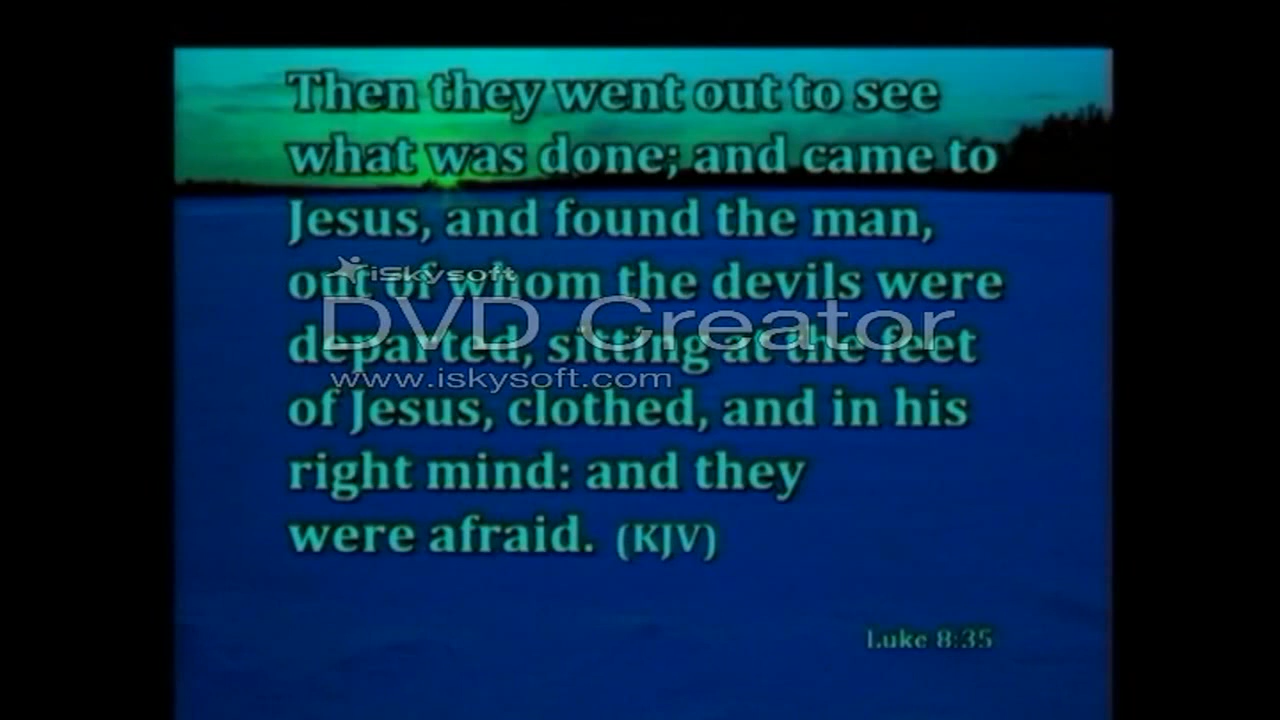 Then they went out to see
what was done; and came to
Jesus, and found the man,
out of whom the devils were
iSkysoft
DVD Creator
departed, sitting at the feet
www.iskysoft.com
of Jesus, clothed, and in his
right mind: and they
were afraid. (KJV)
Luke 8:35